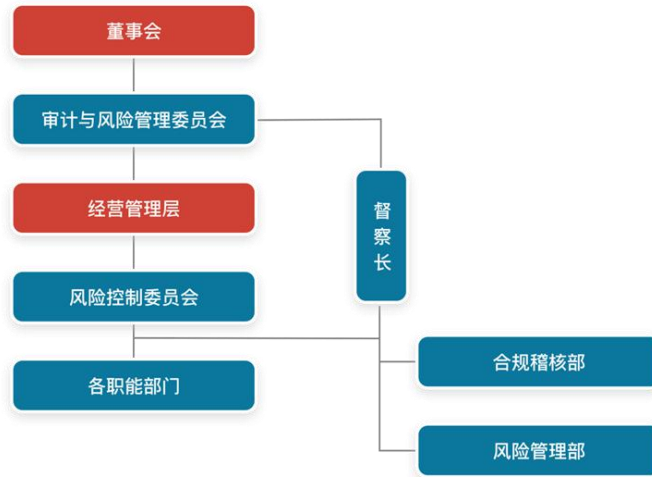 董事会
审计与风险管理委员会
经营管理层
督察长
风险控制委员会
合规稽核部
各职能部门
风险管理部